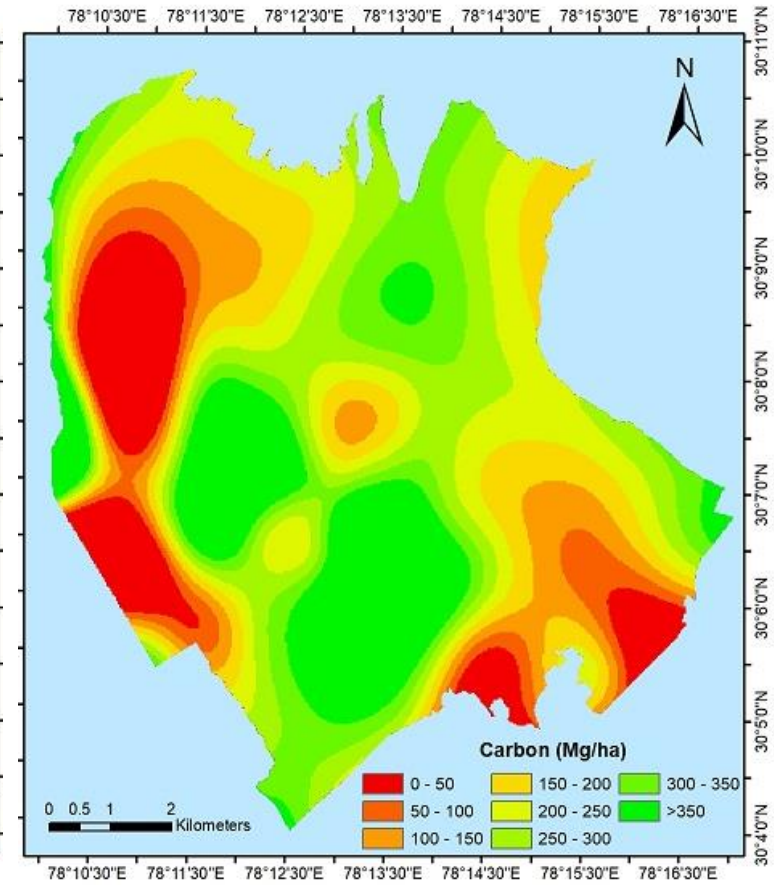 78°10'30"E 78°11'30"E 78°12'30"E 78°13'30"E 78°14'30"E 78°15'30"E 78°16'30"E
N
30°11'0"N
30°10'0"N
30°9'0"N
30°8'0"N
30°7'0"N
30°6'0"N
30°5'0"N
30°4'0"N
Carbon (Mg/ha)
0 - 50 150 - 200 300 - 350
50 - 100 200 - 250 >350
100 - 150 250 - 300
0 0.5 1 2
Kilometers
78°10'30"E 78°11'30"E 78°12'30"E 78°13'30"E 78°14'30"E 78°15'30"E 78°16'30"E